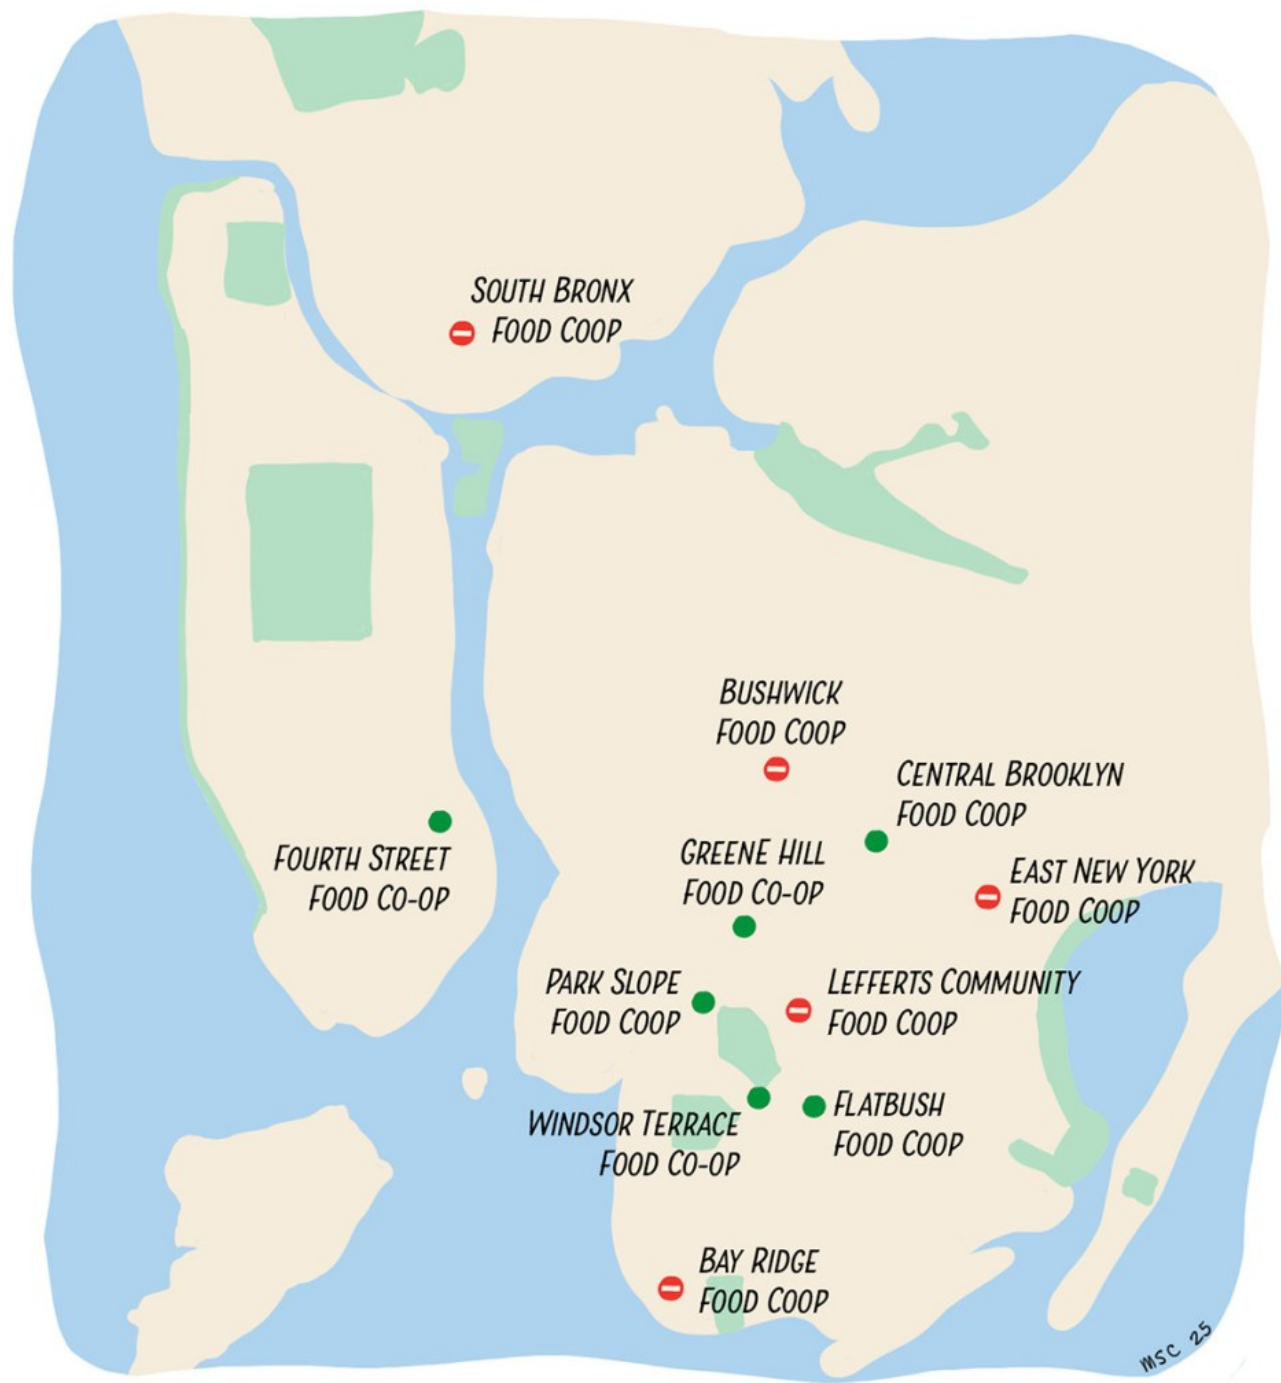 SOUTH BRONX
FOOD COOP
BUSHWICK
FOOD COOP
CENTRAL BROOKLYN
FOOD COOP
FOURTH STREET
FOOD CO-OP
GREENE HILL
FOOD CO-OP
EAST NEW YORK
FOOD COOP
PARK SLOPE
FOOD COOP
LEFFERTS COMMUNITY
FOOD COOP
WINDSOR TERRACE
FOOD CO-OP
FLATBUSH
FOOD COOP
BAY RIDGE
FOOD COOP
MSC 25